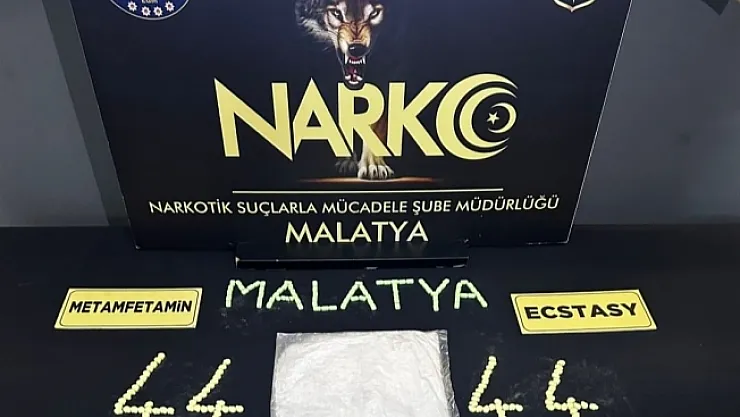 NARKO
NARKOTİK SUÇLARLA MÜCADELE ŞUBE MÜDÜRLÜĞÜ
MALATYA
MALATYA
METAMFETAMİN
ECSTASY
44 44